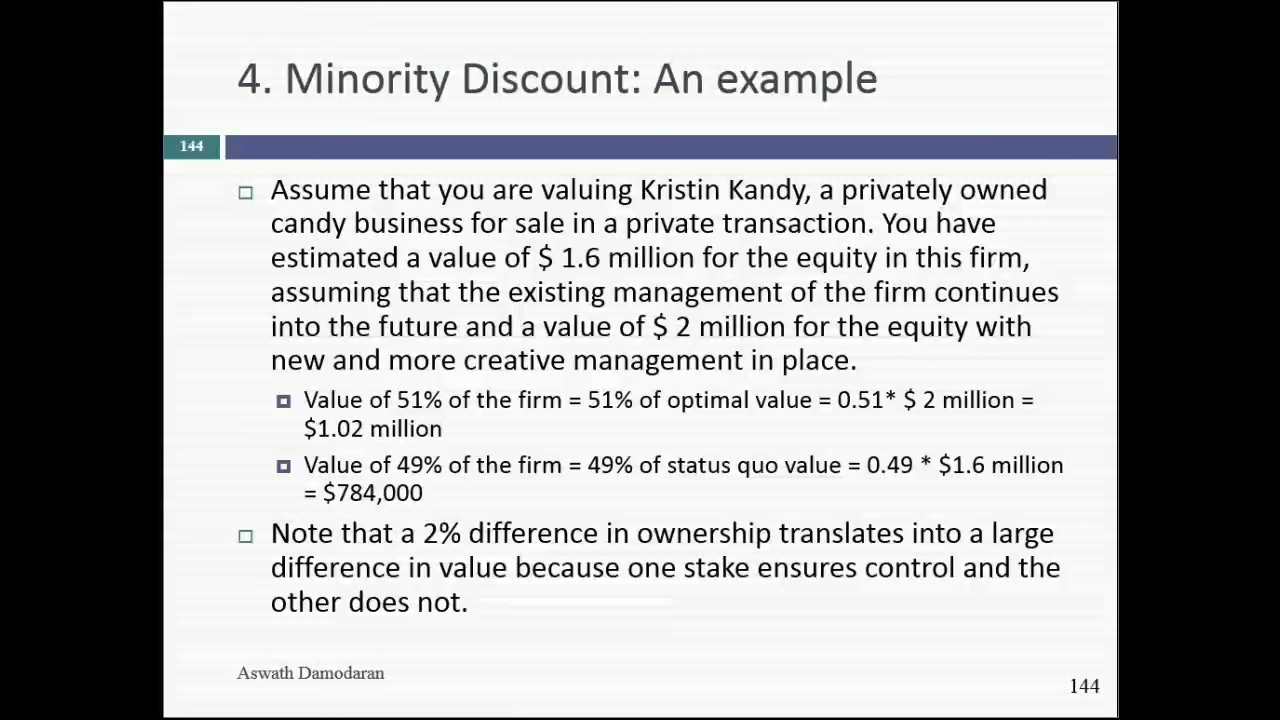 4. Minority Discount: An example
144
Assume that you are valuing Kristin Kandy, a privately owned
candy business for sale in a private transaction. You have
estimated a value of $ 1.6 million for the equity in this firm,
assuming that the existing management of the firm continues
into the future and a value of $ 2 million for the equity with
new and more creative management in place.
Value of 51% of the firm = 51% of optimal value = 0.51* $ 2 million =
$1.02 million
Value of 49% of the firm = 49% of status quo value = 0.49 * $1.6 million
= $784,000
Note that a 2% difference in ownership translates into a large
difference in value because one stake ensures control and the
other does not.
Aswath Damodaran
144